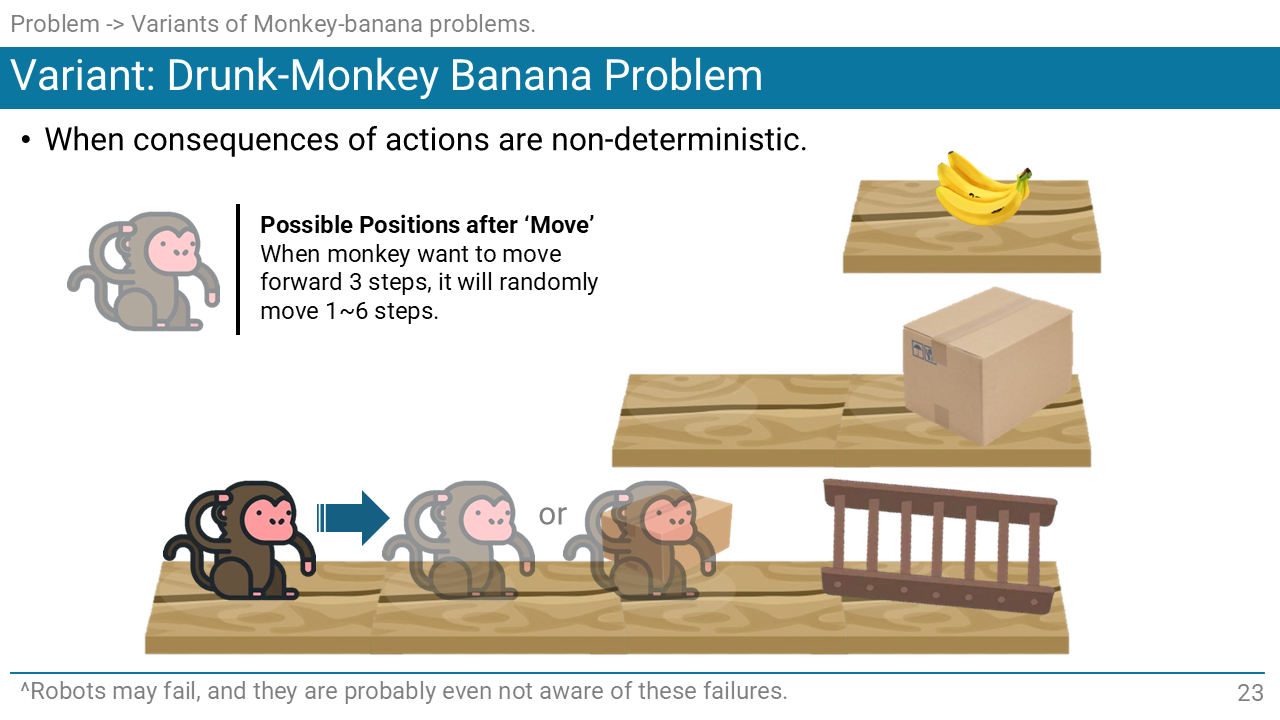 Problem -> Variants of Monkey-banana problems.
Variant: Drunk-Monkey Banana Problem
• When consequences of actions are non-deterministic.
Possible Positions after ‘Move’
When monkey want to move
forward 3 steps, it will randomly
move 1~6 steps.
or
^Robots may fail, and they are probably even not aware of these failures.
23